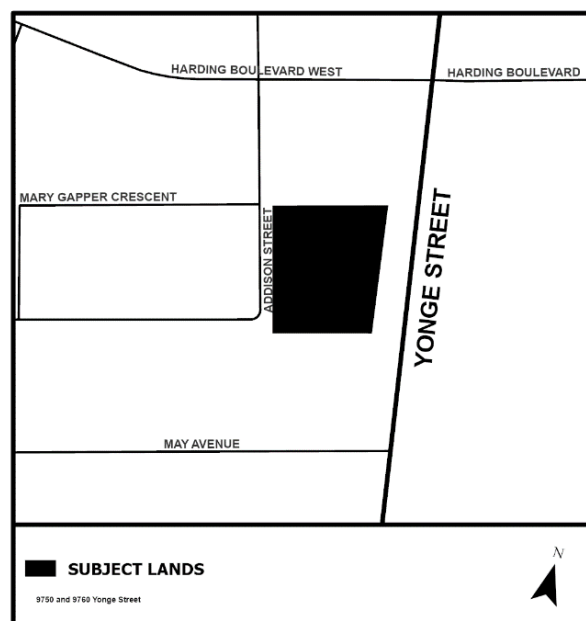 HARDING BOULEVARD WEST
HARDING BOULEVARD
MARY GAPPER CRESCENT
ADDISON STREET
YONGE STREET
MAY AVENUE
N
SUBJECT LANDS
9750 and 9760 Yonge Street